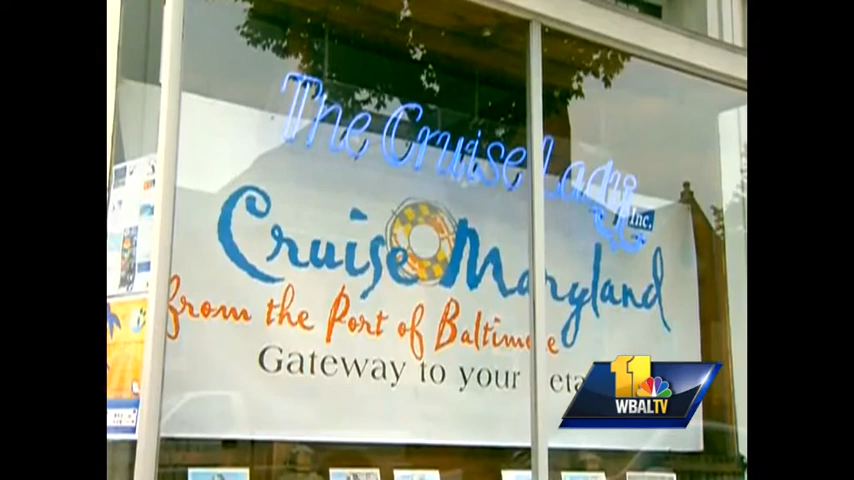 The Cruise Lady
Inc.
Cruise Maryland
from the Port of Baltimore
Gateway to your
11
WBALTV